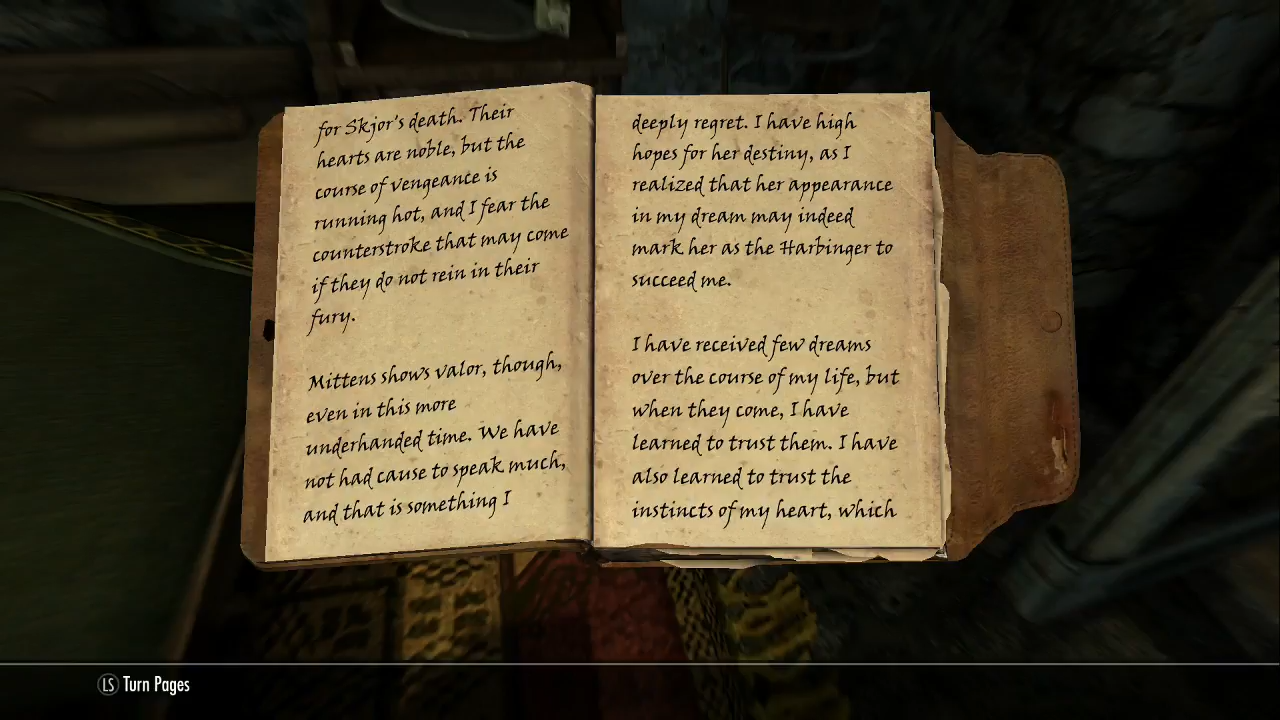 for Skjor's death. Their
hearts are noble, but the
course of vengeance is
running hot, and I fear the
counterstroke that may come
if they do not rein in their
fury.
Mittens shows valor, though,
even in this more
underhanded time. We have
not had cause to speak much,
and that is something I
deeply regret. I have high
hopes for her destiny, as I
realized that her appearance
in my dream may indeed
mark her as the Harbinger to
succeed me.
I have received few dreams
over the course of my life, but
when they come, I have
learned to trust them. I have
also learned to trust the
instincts of my heart, which
LS Turn Pages